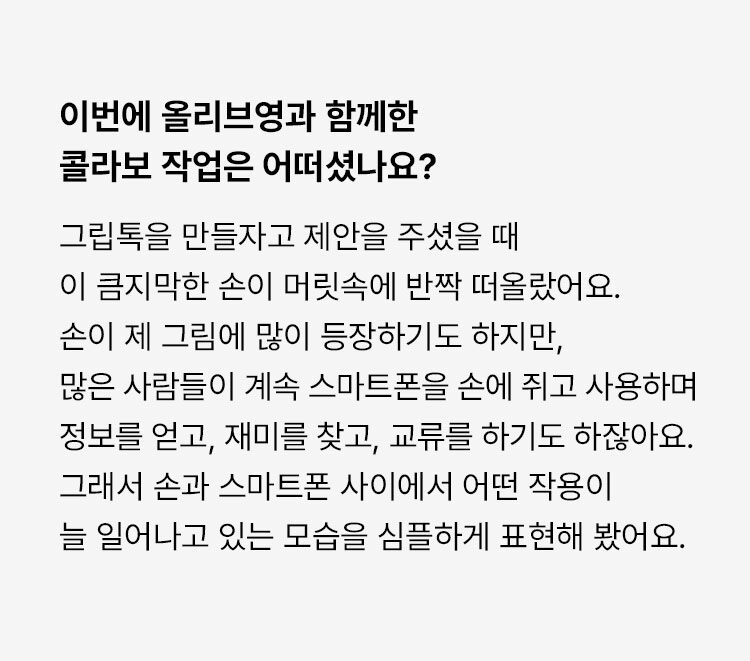 이번에 올리브영과 함께한
콜라보 작업은 어떠셨나요?
그립톡을 만들자고 제안을 주셨을 때
이 큼지막한 손이 머릿속에 반짝 떠올랐어요.
손이 제 그림에 많이 등장하기도 하지만,
많은 사람들이 계속 스마트폰을 손에 쥐고 사용하며
정보를 얻고, 재미를 찾고, 교류를 하기도 하잖아요.
그래서 손과 스마트폰 사이에서 어떤 작용이
늘 일어나고 있는 모습을 심플하게 표현해 봤어요.